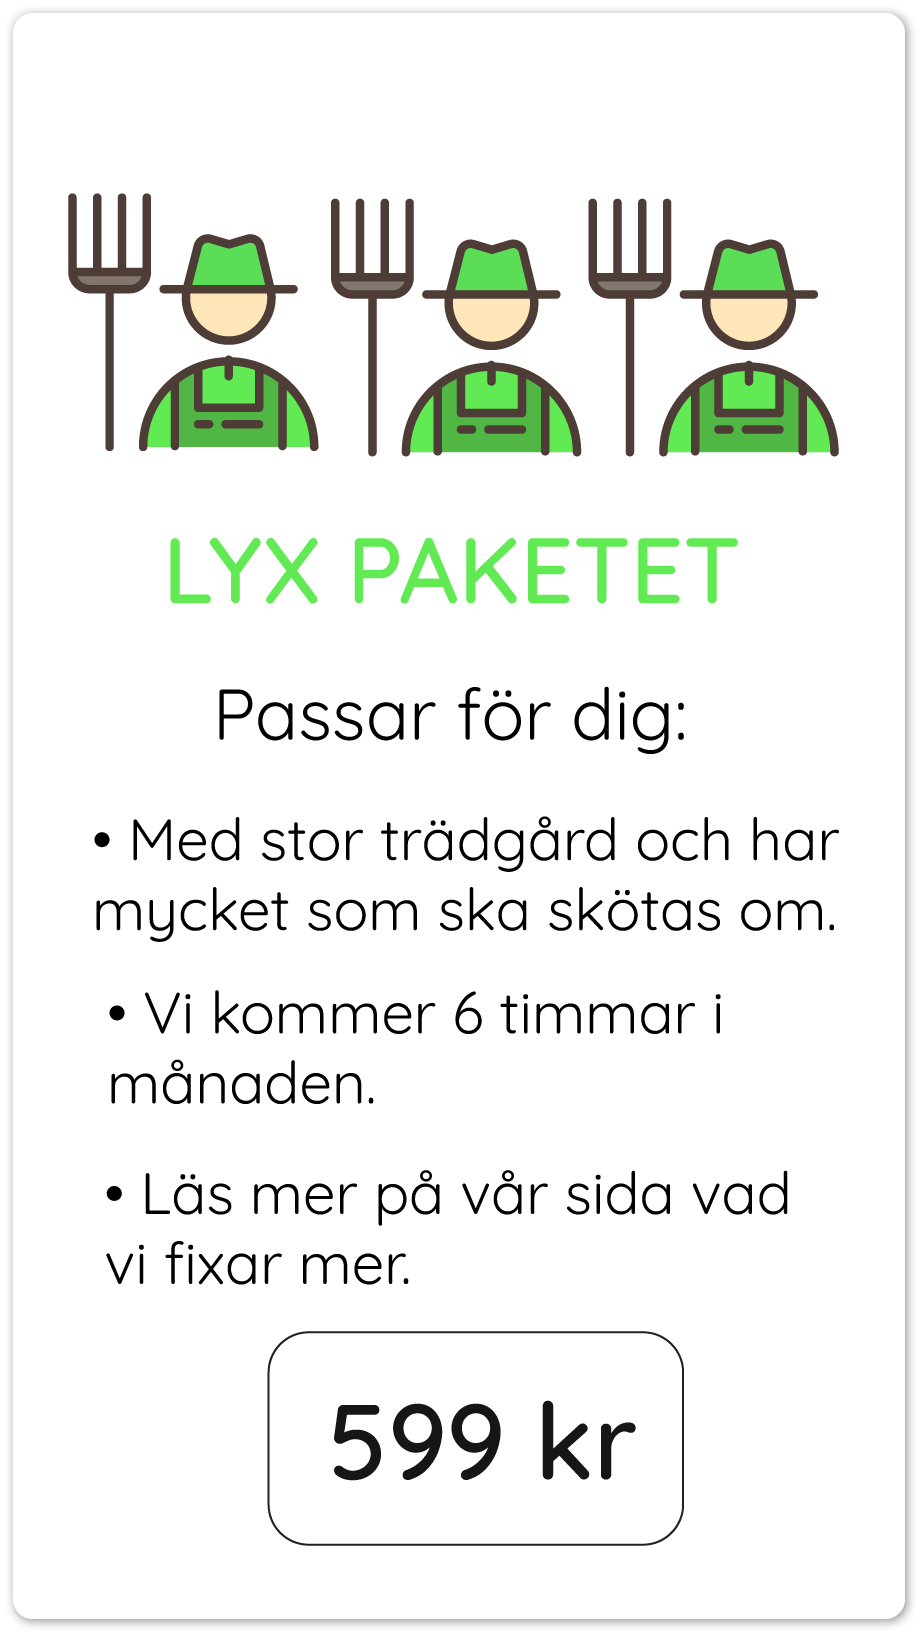 LYX PAKETET
Passar för dig:
• Med stor trädgård och har
mycket som ska skötas om.
• Vi kommer 6 timmar i
månaden.
• Läs mer på vår sida vad
vi fixar mer.
599 kr